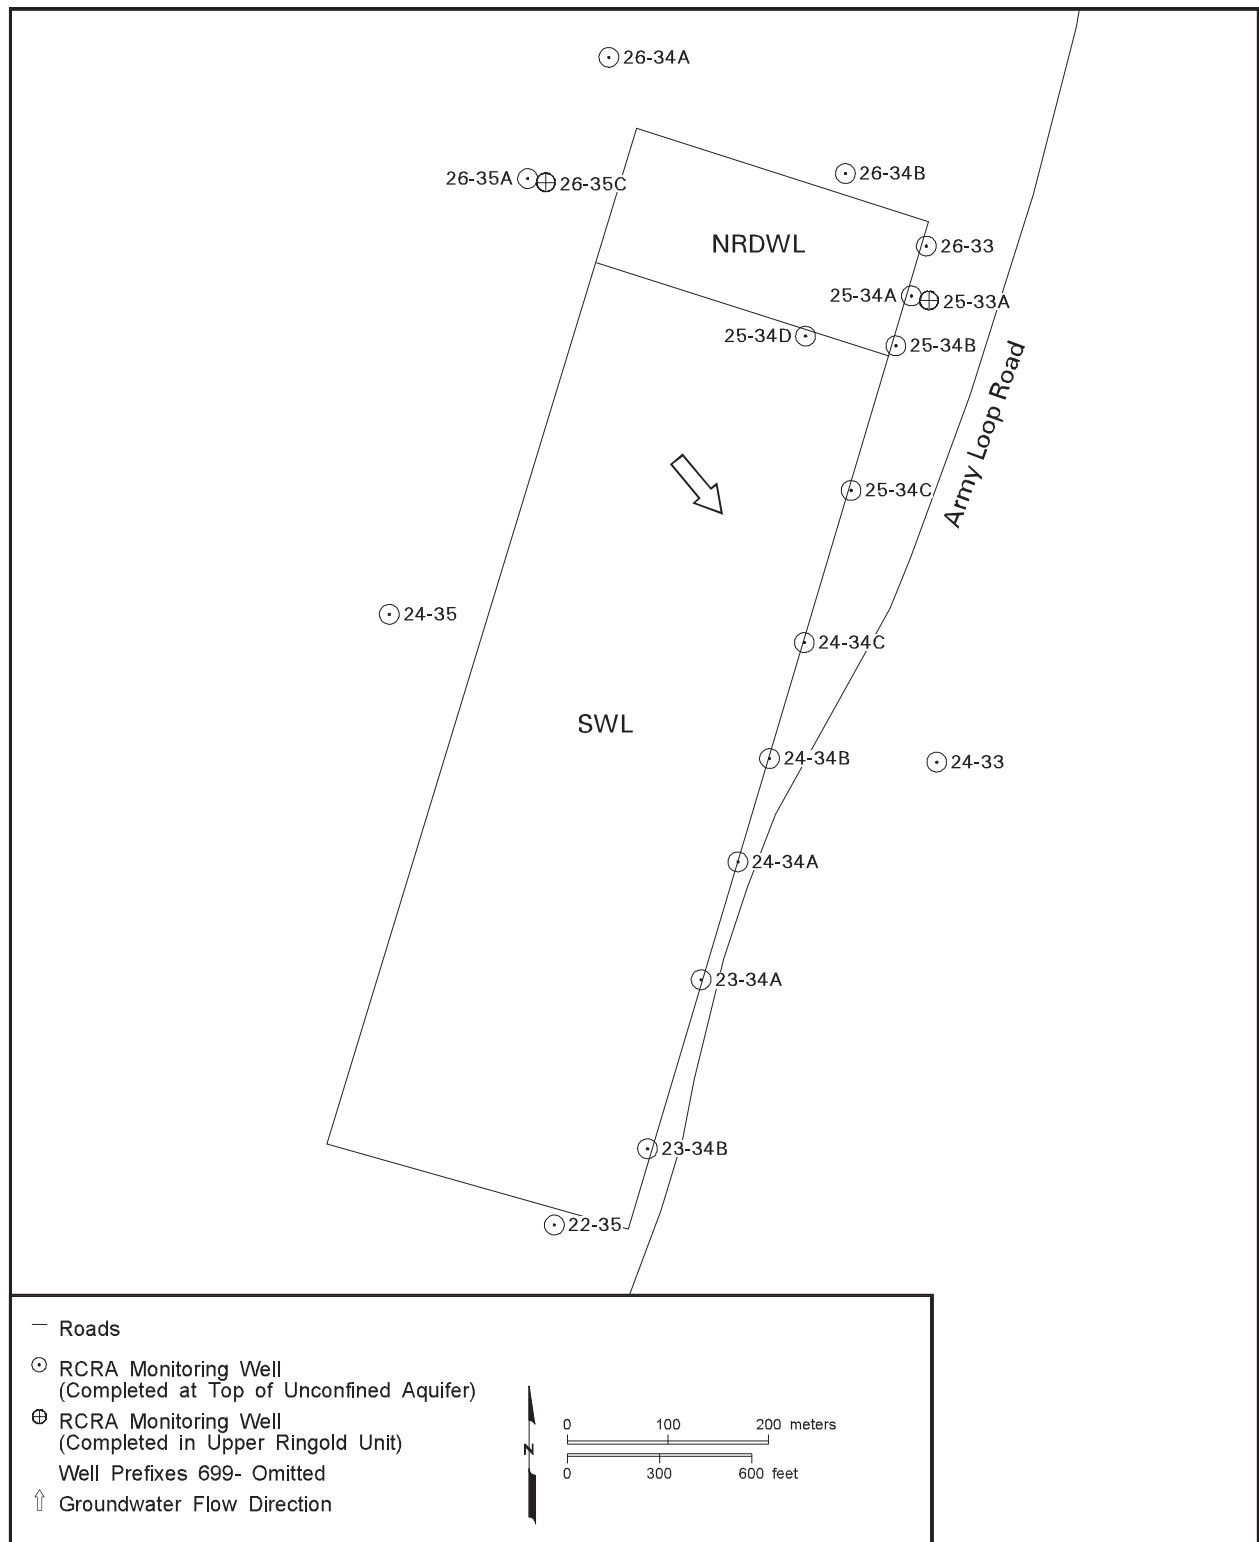 26-34A
26-35A
26-35C
26-34B
NRDWL
26-33
25-34A
25-33A
25-34D
25-34B
Army Loop Road
25-34C
24-35
24-34C
SWL
24-34B
24-33
24-34A
23-34A
23-34B
22-35
Roads
RCRA Monitoring Well
(Completed at Top of Unconfined Aquifer)
RCRA Monitoring Well
(Completed in Upper Ringold Unit)
Well Prefixes 699- Omitted
Groundwater Flow Direction
N
0 100 200 meters
0 300 600 feet